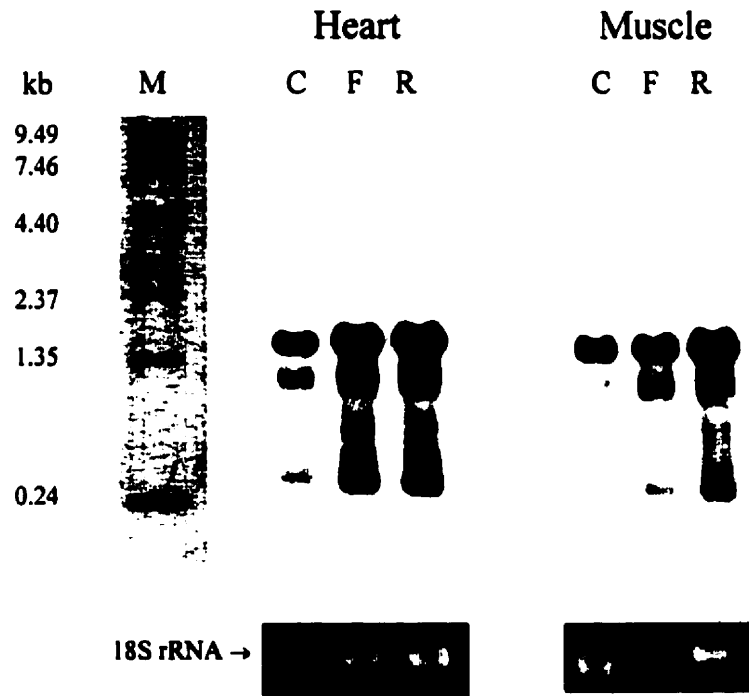 Heart Muscle
kb M C F R C F R
9.49
7.46
4.40
2.37
1.35
0.24
18S rRNA →